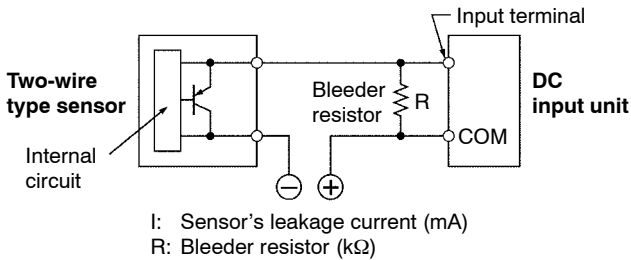 Input terminal
Two-wire
type sensor
Bleeder
resistor
R
DC
input unit
COM
Internal
circuit
− +
I: Sensor's leakage current (mA)
R: Bleeder resistor (kΩ)